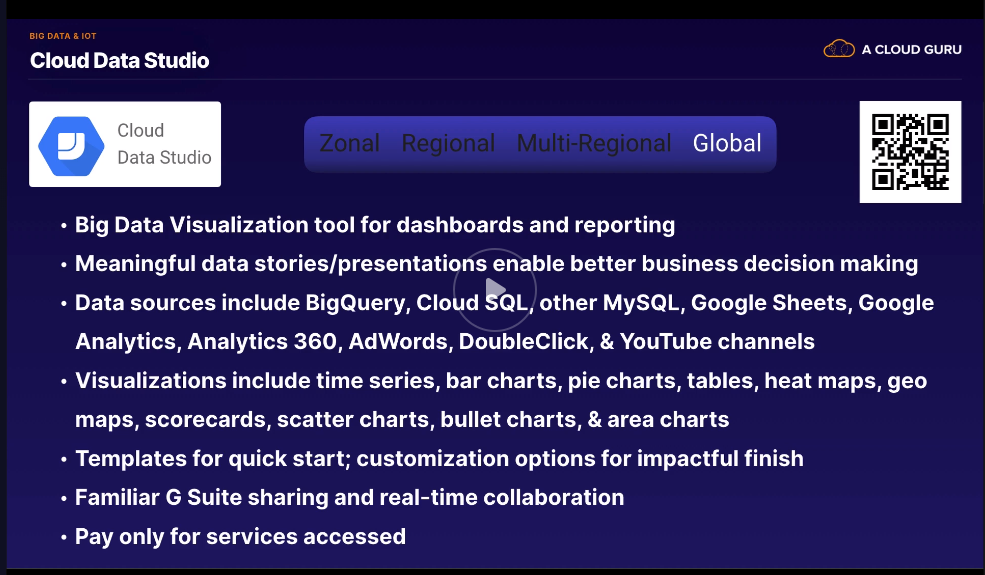 BIG DATA & IOT
Cloud Data Studio
A CLOUD GURU
Cloud
Data Studio
Zonal Regional Multi-Regional Global
• Big Data Visualization tool for dashboards and reporting
• Meaningful data stories/presentations enable better business decision making
• Data sources include BigQuery, Cloud SQL, other MySQL, Google Sheets, Google
Analytics, Analytics 360, AdWords, DoubleClick, & YouTube channels
• Visualizations include time series, bar charts, pie charts, tables, heat maps, geo
maps, scorecards, scatter charts, bullet charts, & area charts
• Templates for quick start; customization options for impactful finish
• Familiar G Suite sharing and real-time collaboration
• Pay only for services accessed